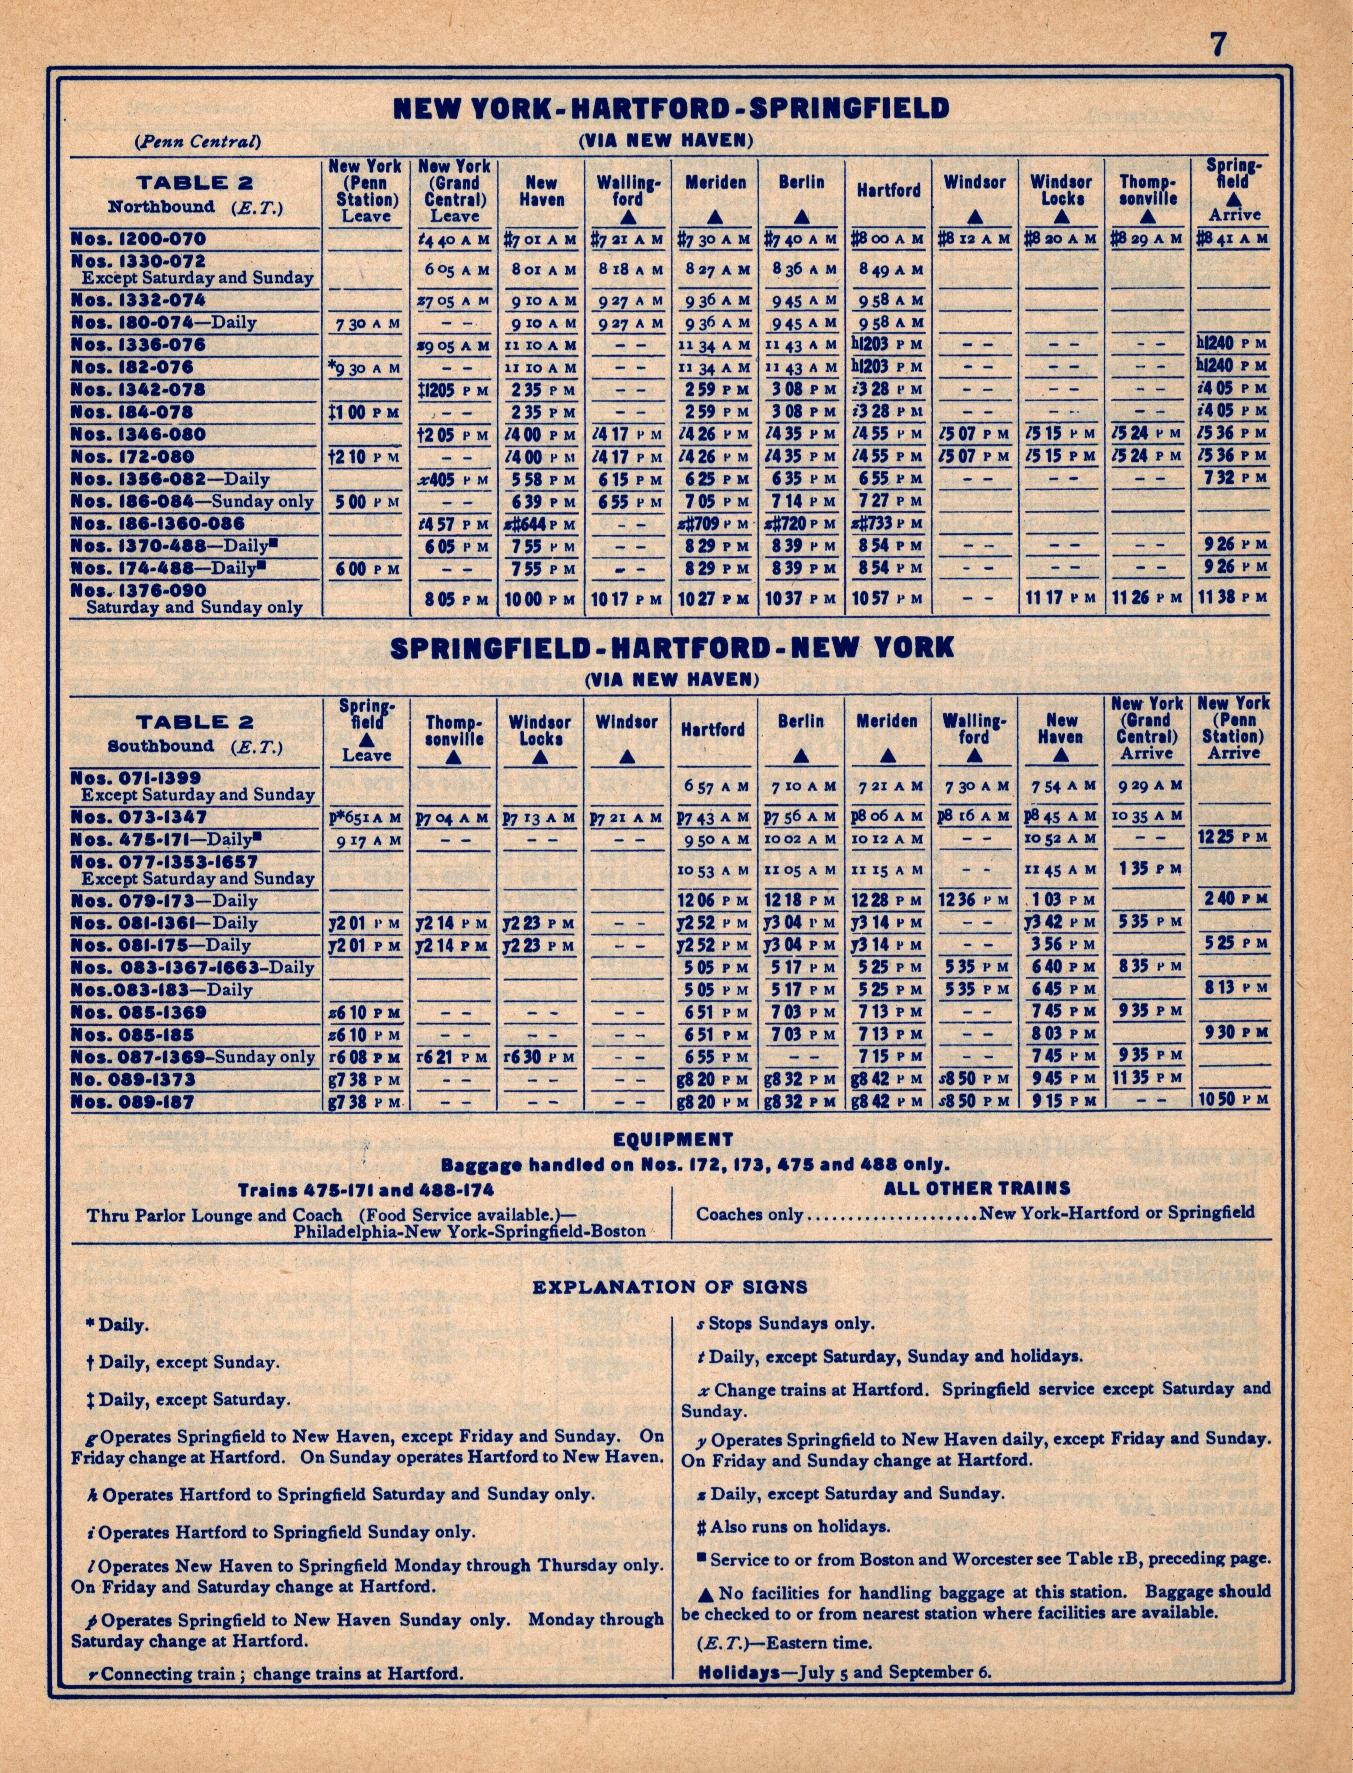 7
NEW YORK-HARTFORD-SPRINGFIELD
(Penn Central) (VIA NEW HAVEN)
TABLE 2 Northbound (E.T.) | New York (Penn Station) Leave | New York (Grand Central) Leave | New Haven | Walling-ford ▲ | Meriden ▲ | Berlin ▲ | Hartford | Windsor ▲ | Windsor Locks ▲ | Thomp-sonville ▲ | Spring-field ▲ Arrive
Nos. 1200-070 t4 40 A M #7 01 A M #7 21 A M #7 30 A M #7 40 A M #8 00 A M #8 12 A M #8 20 A M #8 29 A M #8 41 A M
Nos. 1330-072
Except Saturday and Sunday 6 05 A M 8 01 A M 8 18 A M 8 27 A M 8 36 A M 8 49 A M
Nos. 1332-074 z7 05 A M 9 10 A M 9 27 A M 9 36 A M 9 45 A M 9 58 A M
Nos. 180-074—Daily 7 30 A M - - 9 10 A M 9 27 A M 9 36 A M 9 45 A M 9 58 A M
Nos. 1336-076 z9 05 A M 11 10 A M - - 11 34 A M 11 43 A M h1203 P M - - - - - - h1240 P M
Nos. 182-076 *9 30 A M - - 11 10 A M - - 11 34 A M 11 43 A M h1203 P M - - - - - - h1240 P M
Nos. 1342-078 ‡1205 P M 2 35 P M - - 2 59 P M 3 08 P M i3 28 P M - - - - - - i4 05 P M
Nos. 184-078 ‡1 00 P M - - 2 35 P M - - 2 59 P M 3 08 P M i3 28 P M - - - - - - i4 05 P M
Nos. 1346-080 †2 05 P M l4 00 P M l4 17 P M l4 26 P M l4 35 P M l4 55 P M l5 07 P M l5 15 P M l5 24 P M l5 36 P M
Nos. 172-080 †2 10 P M - - l4 00 P M l4 17 P M l4 26 P M l4 35 P M l4 55 P M l5 07 P M l5 15 P M l5 24 P M l5 36 P M
Nos. 1356-082—Daily x405 P M 5 58 P M 6 15 P M 6 25 P M 6 35 P M 6 55 P M - - - - - - 7 32 P M
Nos. 186-084—Sunday only 5 00 P M - - 6 39 P M 6 55 P M 7 05 P M 7 14 P M 7 27 P M
Nos. 186-1360-086 t4 57 P M z#644 P M - - z#709 P M z#720 P M z#733 P M
Nos. 1370-488—Daily■ 6 05 P M 7 55 P M - - 8 29 P M 8 39 P M 8 54 P M - - - - - - 9 26 P M
Nos. 174-488—Daily■ 6 00 P M - - 7 55 P M - - 8 29 P M 8 39 P M 8 54 P M - - - - - - 9 26 P M
Nos. 1376-090
Saturday and Sunday only 8 05 P M 10 00 P M 10 17 P M 10 27 P M 10 37 P M 10 57 P M - - 11 17 P M 11 26 P M 11 38 P M
SPRINGFIELD-HARTFORD-NEW YORK
(VIA NEW HAVEN)
TABLE 2 Southbound (E.T.) | Spring-field ▲ Leave | Thomp-sonville ▲ | Windsor Locks ▲ | Windsor ▲ | Hartford | Berlin ▲ | Meriden ▲ | Walling-ford ▲ | New Haven ▲ | New York (Grand Central) Arrive | New York (Penn Station) Arrive
Nos. 071-1399
Except Saturday and Sunday 6 57 A M 7 10 A M 7 21 A M 7 30 A M 7 54 A M 9 29 A M
Nos. 073-1347 p*651 A M p7 04 A M p7 13 A M p7 21 A M p7 43 A M p7 56 A M p8 06 A M p8 16 A M p8 45 A M 10 35 A M
Nos. 475-171—Daily■ 9 17 A M - - - - - - 9 50 A M 10 02 A M 10 12 A M - - 10 52 A M - - 12 25 P M
Nos. 077-1353-1657
Except Saturday and Sunday 10 53 A M 11 05 A M 11 15 A M - - 11 45 A M 1 35 P M
Nos. 079-173—Daily 12 06 P M 12 18 P M 12 28 P M 12 36 P M 1 03 P M 2 40 P M
Nos. 081-1361—Daily y2 01 P M y2 14 P M y2 23 P M - - y2 52 P M y3 04 P M y3 14 P M - - y3 42 P M 5 35 P M
Nos. 081-175—Daily y2 01 P M y2 14 P M y2 23 P M - - y2 52 P M y3 04 P M y3 14 P M - - 3 56 P M 5 25 P M
Nos. 083-1367-1663-Daily 5 05 P M 5 17 P M 5 25 P M 5 35 P M 6 40 P M 8 35 P M
Nos.083-183—Daily 5 05 P M 5 17 P M 5 25 P M 5 35 P M 6 45 P M 8 13 P M
Nos. 085-1369 z6 10 P M - - - - - - 6 51 P M 7 03 P M 7 13 P M - - 7 45 P M 9 35 P M
Nos. 085-185 z6 10 P M - - - - - - 6 51 P M 7 03 P M 7 13 P M - - 8 03 P M 9 30 P M
Nos. 087-1369-Sunday only r6 08 P M r6 21 P M r6 30 P M - - 6 55 P M - - 7 15 P M - - 7 45 P M 9 35 P M
No. 089-1373 g7 38 P M - - - - - - g8 20 P M g8 32 P M g8 42 P M s8 50 P M 9 45 P M 11 35 P M
Nos. 089-187 g7 38 P M - - - - - - g8 20 P M g8 32 P M g8 42 P M s8 50 P M 9 15 P M - - 10 50 P M
EQUIPMENT
Baggage handled on Nos. 172, 173, 475 and 488 only.
Trains 475-171 and 488-174
Thru Parlor Lounge and Coach (Food Service available.)—
Philadelphia-New York-Springfield-Boston
ALL OTHER TRAINS
Coaches only.....................New York-Hartford or Springfield
EXPLANATION OF SIGNS
* Daily.
† Daily, except Sunday.
‡ Daily, except Saturday.
g Operates Springfield to New Haven, except Friday and Sunday. On
Friday change at Hartford. On Sunday operates Hartford to New Haven.
h Operates Hartford to Springfield Saturday and Sunday only.
i Operates Hartford to Springfield Sunday only.
l Operates New Haven to Springfield Monday through Thursday only.
On Friday and Saturday change at Hartford.
p Operates Springfield to New Haven Sunday only. Monday through
Saturday change at Hartford.
r Connecting train ; change trains at Hartford.
s Stops Sundays only.
t Daily, except Saturday, Sunday and holidays.
x Change trains at Hartford. Springfield service except Saturday and
Sunday.
y Operates Springfield to New Haven daily, except Friday and Sunday.
On Friday and Sunday change at Hartford.
z Daily, except Saturday and Sunday.
# Also runs on holidays.
■ Service to or from Boston and Worcester see Table 1B, preceding page.
▲ No facilities for handling baggage at this station. Baggage should
be checked to or from nearest station where facilities are available.
(E.T.)—Eastern time.
Holidays—July 5 and September 6.